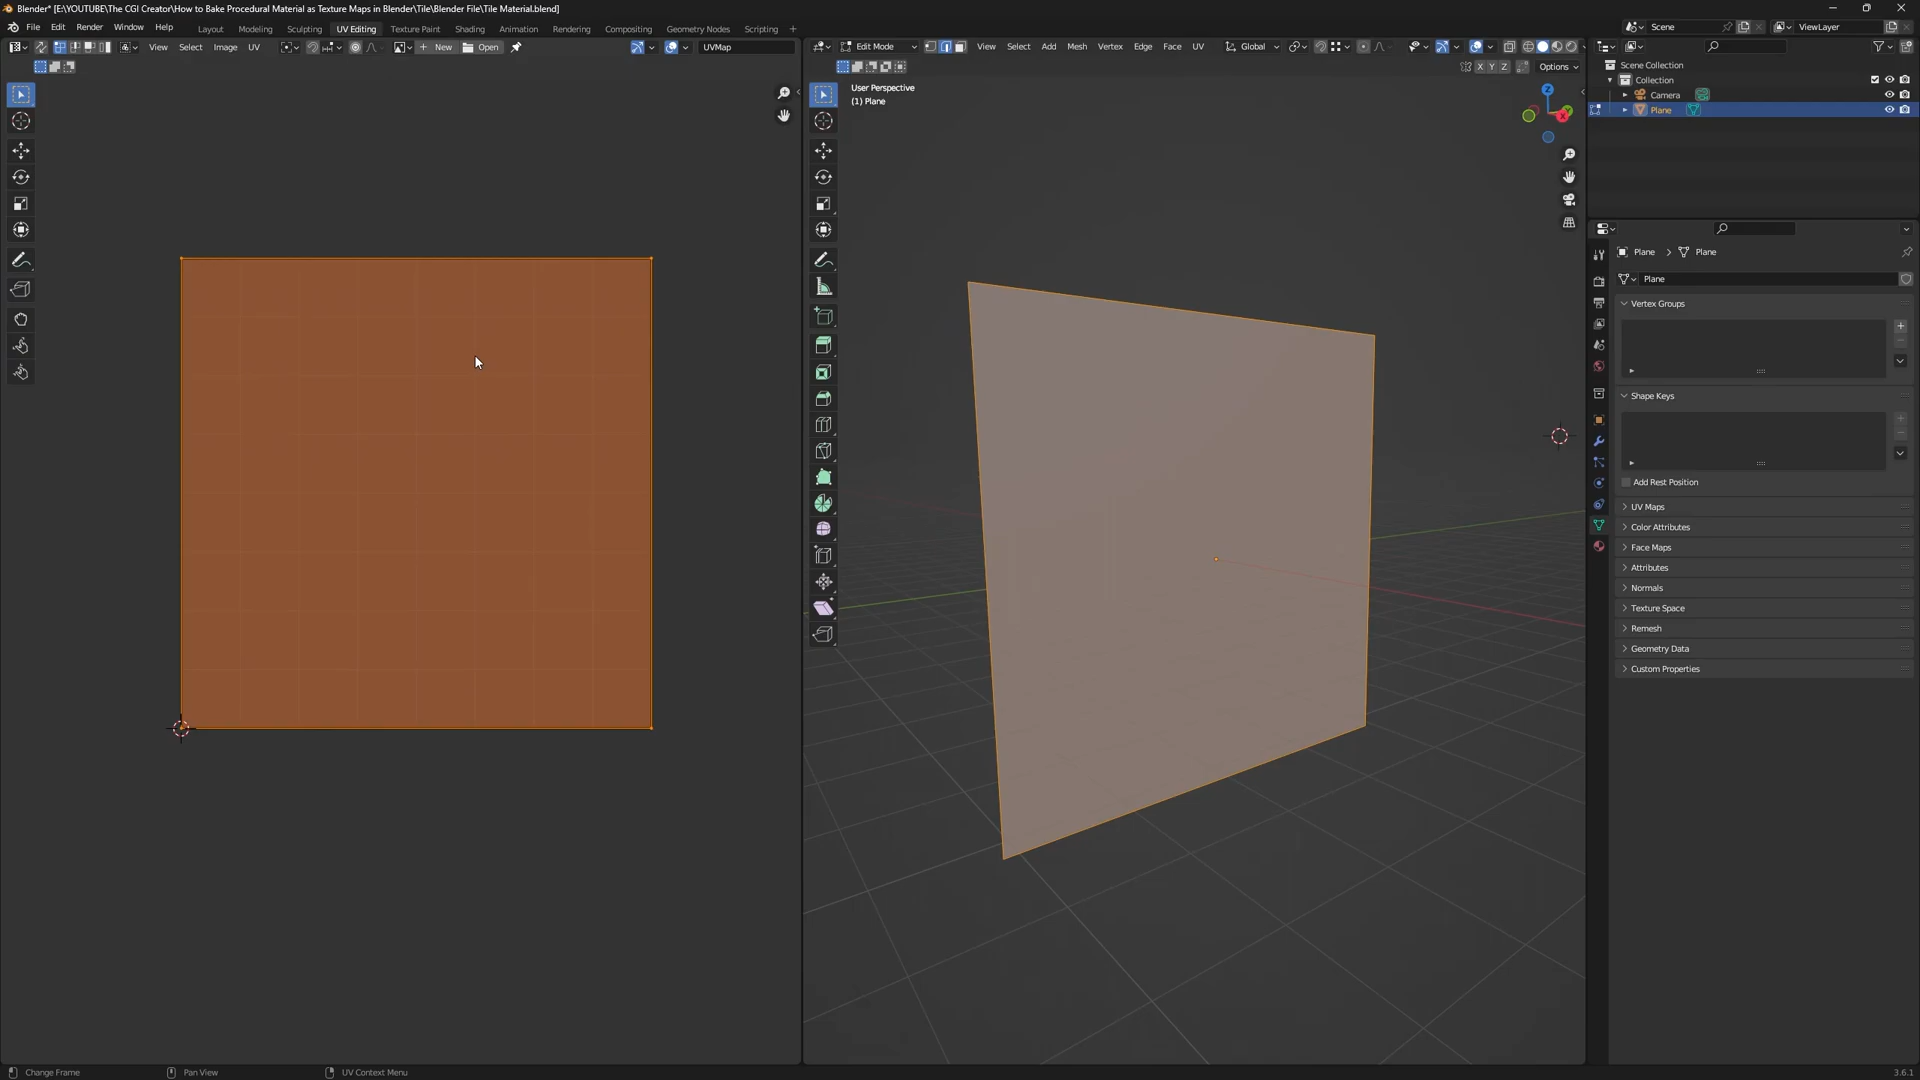 Blender* [E:\YOUTUBE\The CGI Creator\How to Bake Procedural Material as Texture Maps in Blender\Tile\Blender File\Tile Material.blend]
File Edit Render Window Help Layout Modeling Sculpting UV Editing Texture Paint Shading Animation Rendering Compositing Geometry Nodes Scripting + Scene ViewLayer
View Select Image UV New Open UVMap Edit Mode View Select Add Mesh Vertex Edge Face UV Global
X Y Z Options
Scene Collection
Collection
Camera
Plane
User Perspective
(1) Plane
Z
X
Plane > Plane
Plane
Vertex Groups
Shape Keys
Add Rest Position
UV Maps
Color Attributes
Face Maps
Attributes
Normals
Texture Space
Remesh
Geometry Data
Custom Properties
Change Frame Pan View UV Context Menu 3.6.1